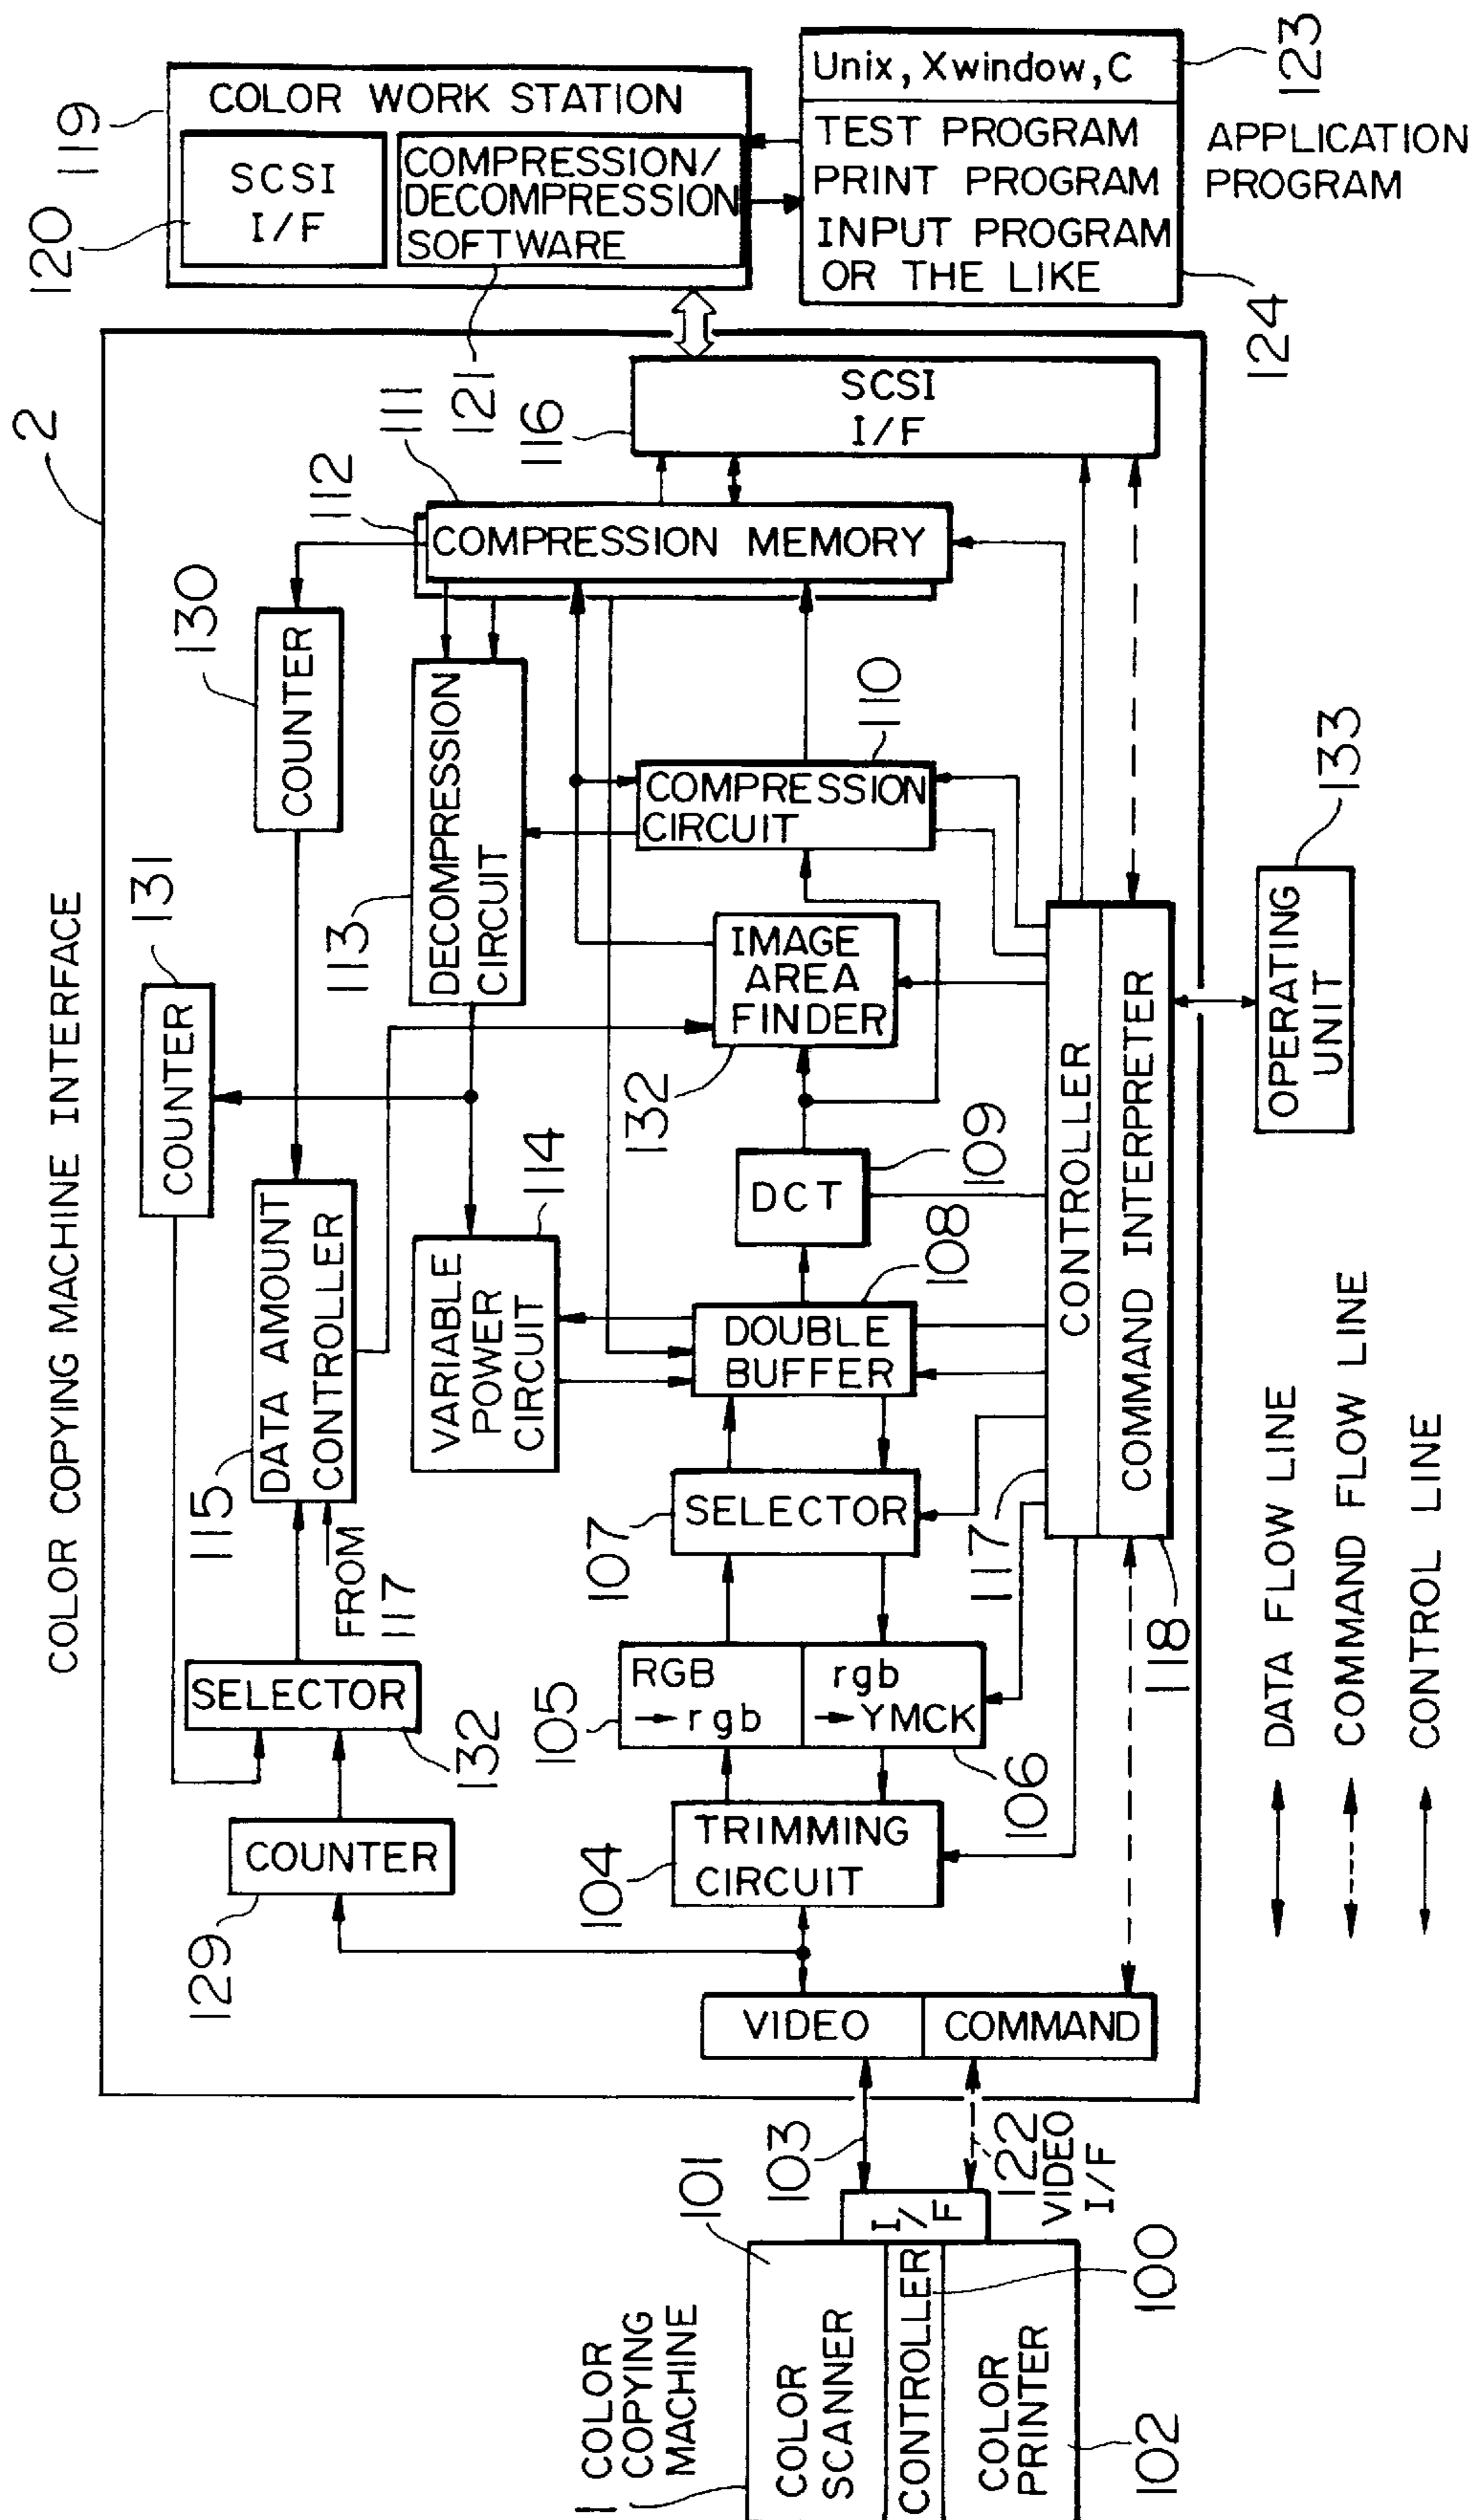 COLOR COPYING MACHINE INTERFACE
2
119
COLOR WORK STATION
120
SCSI
I/F
COMPRESSION/
DECOMPRESSION
SOFTWARE
121
Unix, Xwindow, C
123
TEST PROGRAM
PRINT PROGRAM
INPUT PROGRAM
OR THE LIKE
APPLICATION
PROGRAM
124
116
SCSI
I/F
111
112
COMPRESSION MEMORY
130
COUNTER
131
COUNTER
113
DECOMPRESSION
CIRCUIT
110
COMPRESSION
CIRCUIT
IMAGE
AREA
FINDER
132
115
DATA AMOUNT
CONTROLLER
FROM
117
114
VARIABLE
POWER
CIRCUIT
DCT
109
108
DOUBLE
BUFFER
107
SELECTOR
117
CONTROLLER
COMMAND INTERPRETER
118
OPERATING
UNIT
133
SELECTOR
132
COUNTER
129
105
RGB
→rgb
rgb
→YMCK
106
104
TRIMMING
CIRCUIT
VIDEO
COMMAND
103
122
VIDEO
I/F
I/F
101
1 COLOR
COPYING
MACHINE
COLOR
SCANNER
CONTROLLER
100
COLOR
PRINTER
102
DATA FLOW LINE
COMMAND FLOW LINE
CONTROL LINE